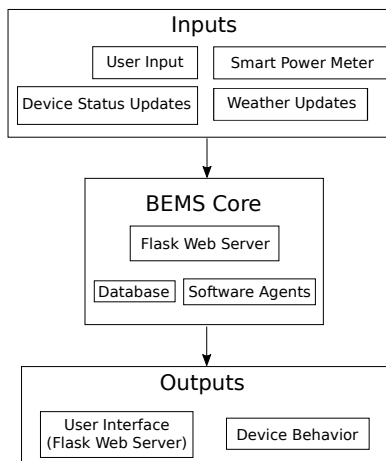 Inputs
User Input
Smart Power Meter
Device Status Updates
Weather Updates
BEMS Core
Flask Web Server
Database
Software Agents
Outputs
User Interface
(Flask Web Server)
Device Behavior